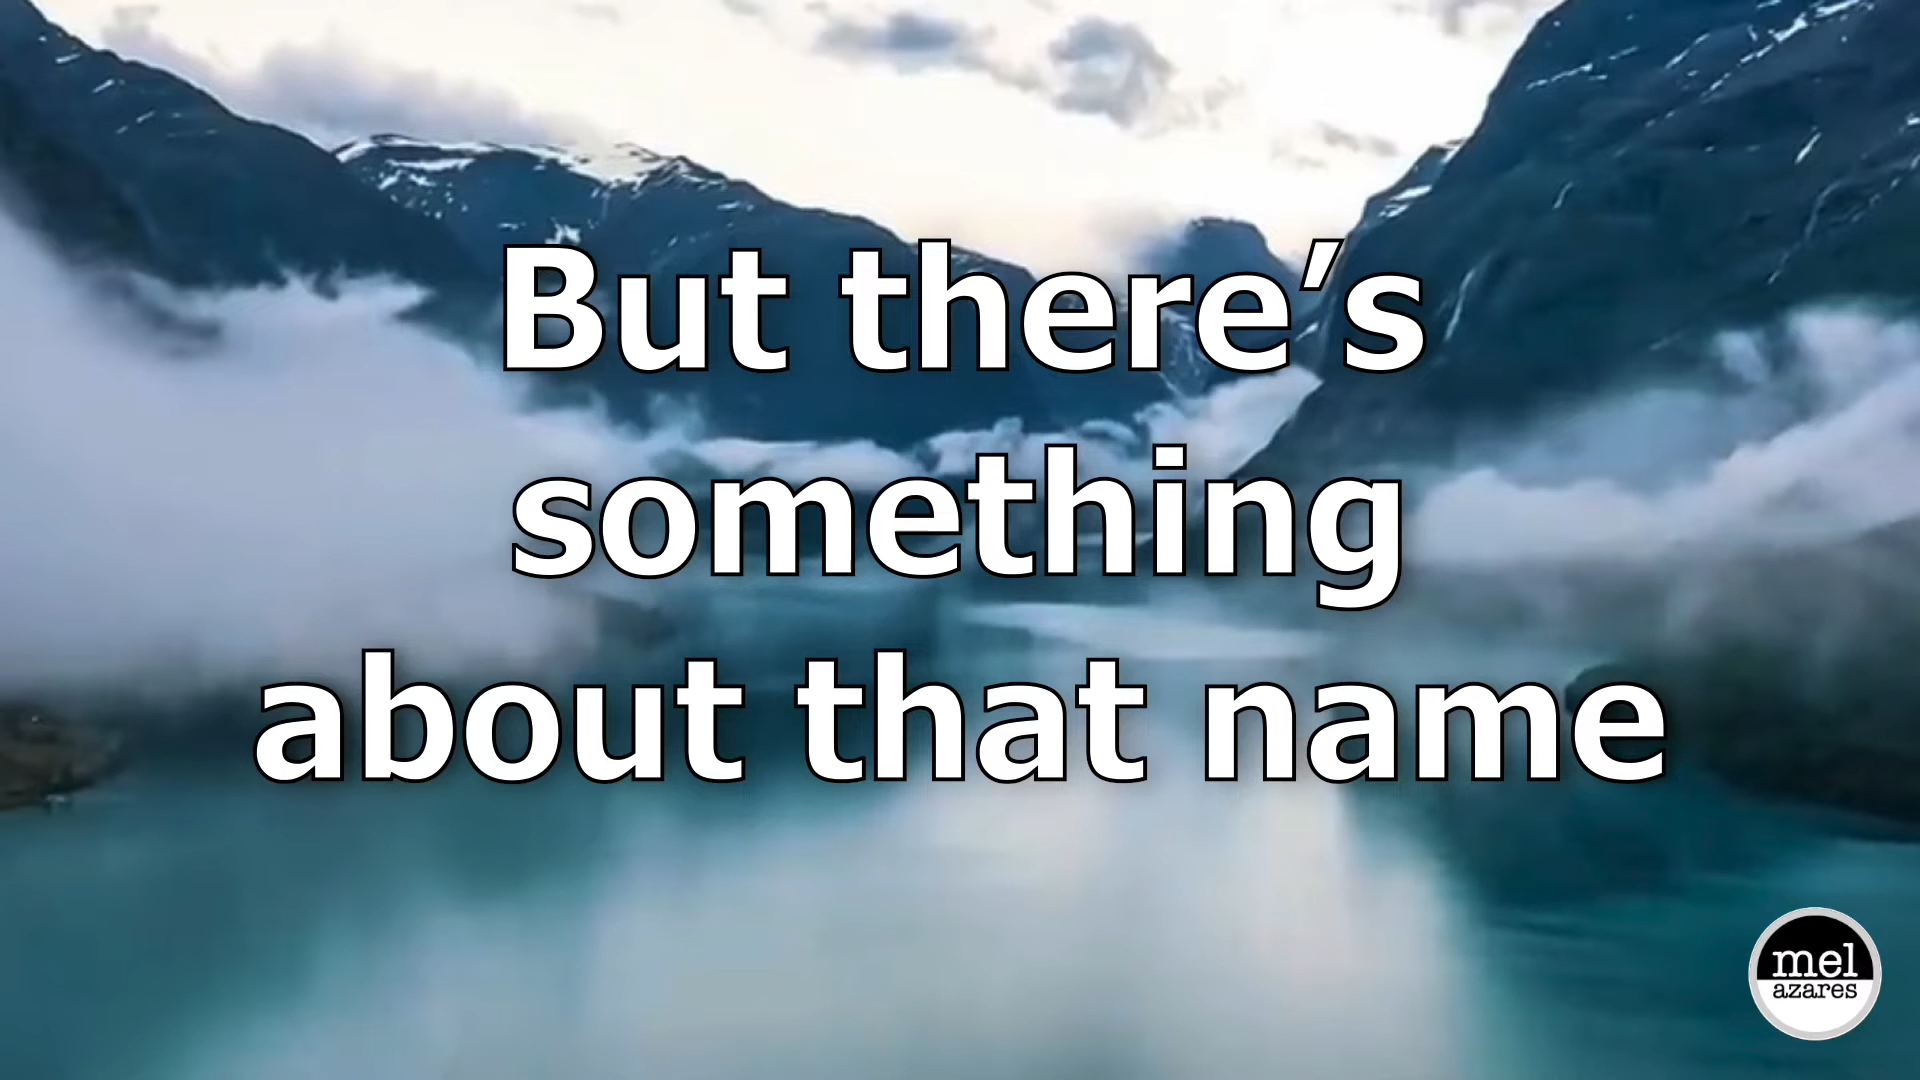 But there’s
something
about that name
mel
azares